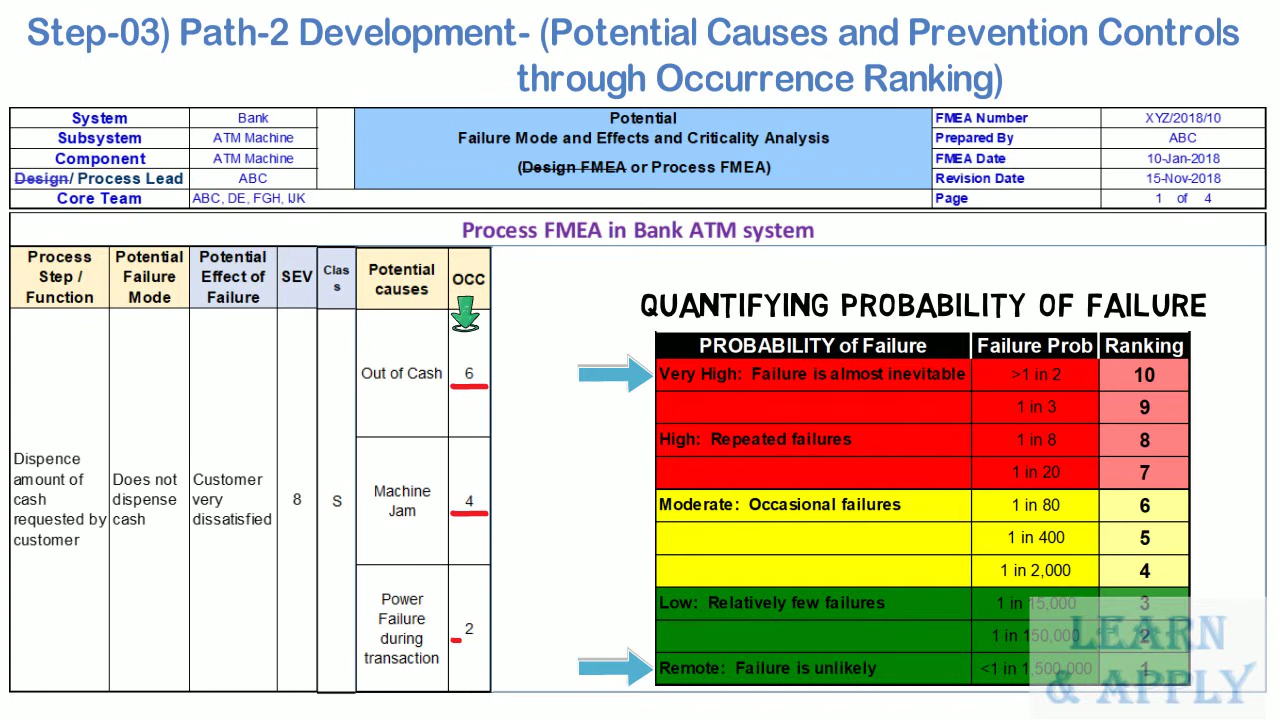 Step-03) Path-2 Development- (Potential Causes and Prevention Controls
through Occurrence Ranking)
System Bank Potential FMEA Number XYZ/2018/10
Subsystem ATM Machine Failure Mode and Effects and Criticality Analysis Prepared By ABC
Component ATM Machine (Design FMEA or Process FMEA) FMEA Date 10-Jan-2018
Design/ Process Lead ABC Revision Date 15-Nov-2018
Core Team ABC, DE, FGH, IJK Page 1 of 4
Process FMEA in Bank ATM system
Process
Step /
Function
Potential
Failure
Mode
Potential
Effect of
Failure
SEV
Clas
s
Potential
causes
OCC
Dispence
amount of
cash
requested by
customer
Does not
dispense
cash
Customer
very
dissatisfied
8
S
Out of Cash 6
Machine
Jam
4
Power
Failure
during
transaction
2
QUANTIFYING PROBABILITY OF FAILURE
PROBABILITY of Failure Failure Prob Ranking
Very High: Failure is almost inevitable >1 in 2 10
1 in 3 9
High: Repeated failures 1 in 8 8
1 in 20 7
Moderate: Occasional failures 1 in 80 6
1 in 400 5
1 in 2,000 4
Low: Relatively few failures 1 in 15,000 3
1 in 150,000 2
Remote: Failure is unlikely <1 in 1,500,000 1
LEARN
& APPLY